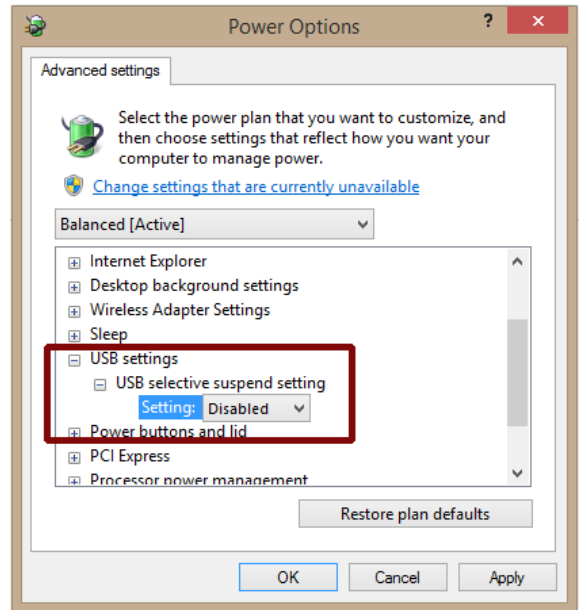 Power Options
?
Advanced settings
Select the power plan that you want to customize, and
then choose settings that reflect how you want your
computer to manage power.
Change settings that are currently unavailable
Balanced [Active]
Internet Explorer
Desktop background settings
Wireless Adapter Settings
Sleep
USB settings
USB selective suspend setting
Setting: Disabled
Power buttons and lid
PCI Express
Processor power management
Restore plan defaults
OK Cancel Apply